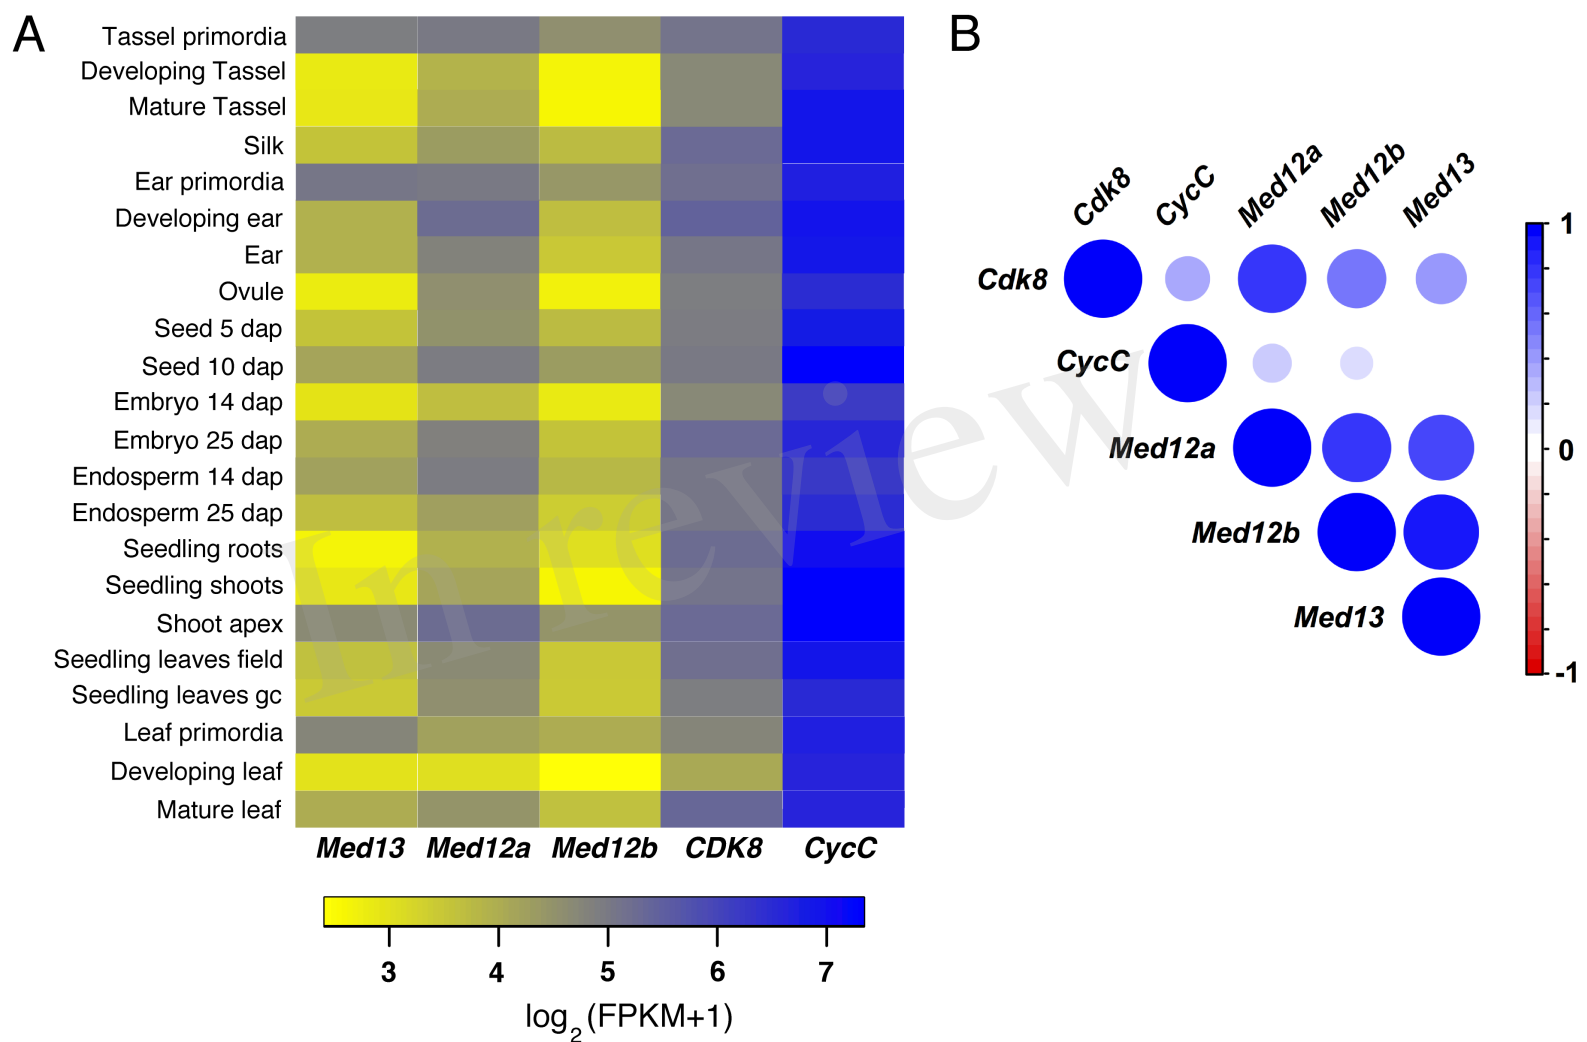 A
Tassel primordia
Developing Tassel
Mature Tassel
Silk
Ear primordia
Developing ear
Ear
Ovule
Seed 5 dap
Seed 10 dap
Embryo 14 dap
Embryo 25 dap
Endosperm 14 dap
Endosperm 25 dap
Seedling roots
Seedling shoots
Shoot apex
Seedling leaves field
Seedling leaves gc
Leaf primordia
Developing leaf
Mature leaf
Med13 Med12a Med12b CDK8 CycC
3 4 5 6 7
log2(FPKM+1)
B
Cdk8 CycC Med12a Med12b Med13
Cdk8
CycC
Med12a
Med12b
Med13
1
0
-1
In review